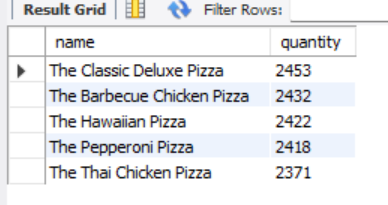 Result Grid Filter Rows:
name quantity
The Classic Deluxe Pizza 2453
The Barbecue Chicken Pizza 2432
The Hawaiian Pizza 2422
The Pepperoni Pizza 2418
The Thai Chicken Pizza 2371